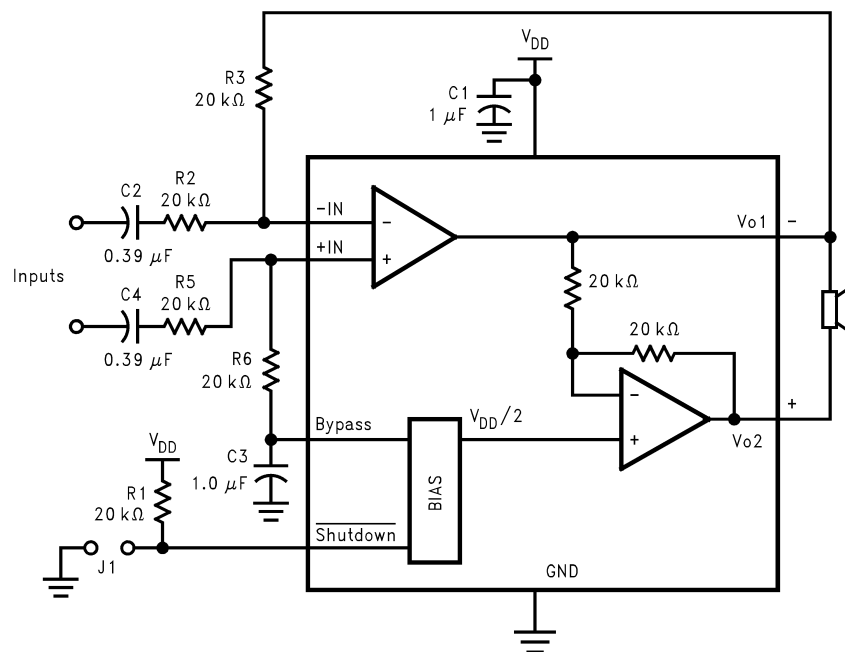 V_DD
R3
20 kΩ
C1
1 μF
C2
0.39 μF
R2
20 kΩ
-IN
-
+IN
+
Vo1
-
Inputs
C4
0.39 μF
R5
20 kΩ
20 kΩ
20 kΩ
R6
20 kΩ
-
+
Bypass
V_DD/2
+
Vo2
V_DD
C3
1.0 μF
R1
20 kΩ
BIAS
Shutdown
J1
GND